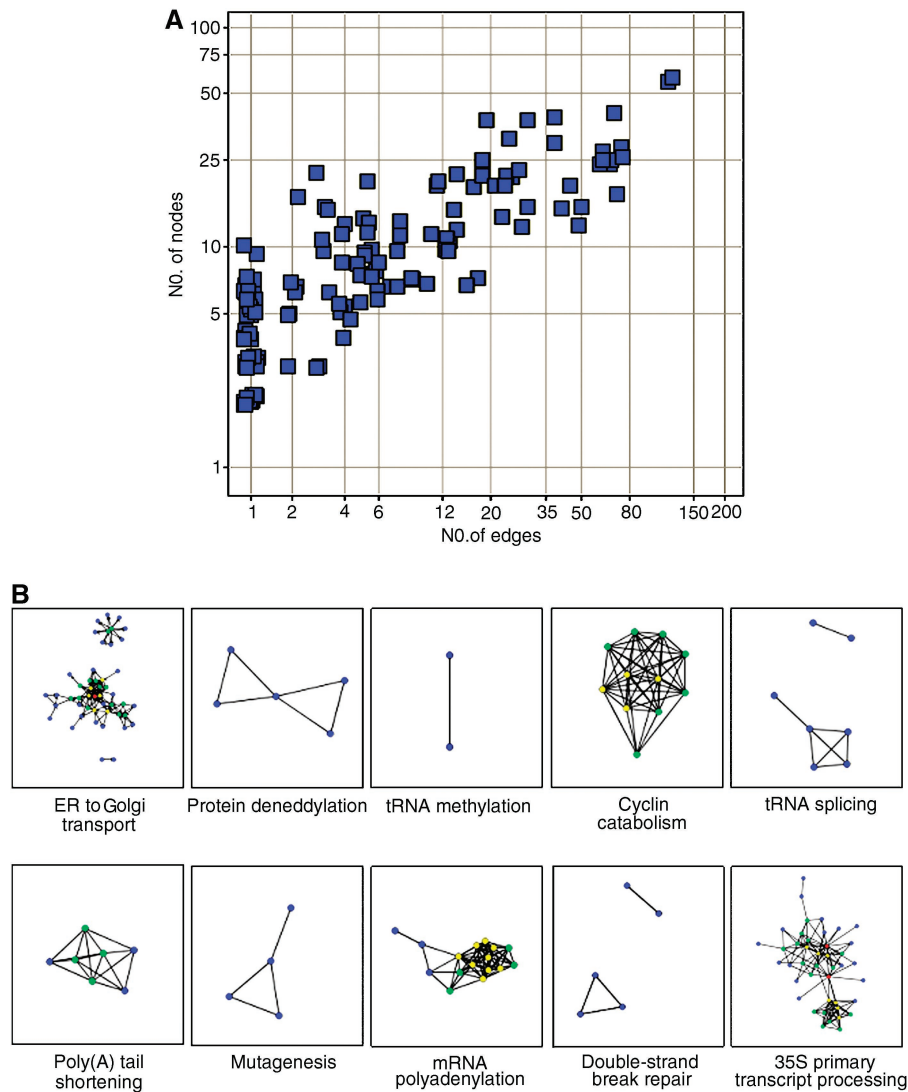 A
100
75
50
25
10
5
1
N0. of nodes
1 2 4 6 12 20 35 50 80 150 200
N0.of edges
B
ER to Golgi
transport
Protein deneddylation
tRNA methylation
Cyclin
catabolism
tRNA splicing
Poly(A) tail
shortening
Mutagenesis
mRNA
polyadenylation
Double-strand
break repair
35S primary
transcript processing